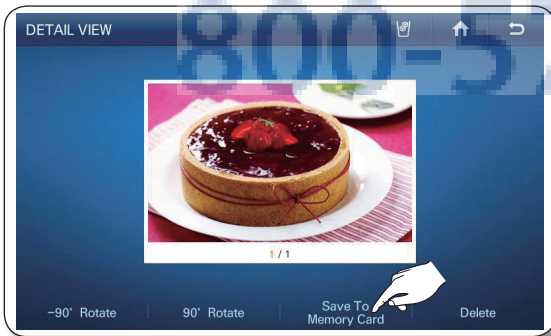 800-5
DETAIL VIEW
1 / 1
-90˚ Rotate
90˚ Rotate
Save To
Memory Card
Delete